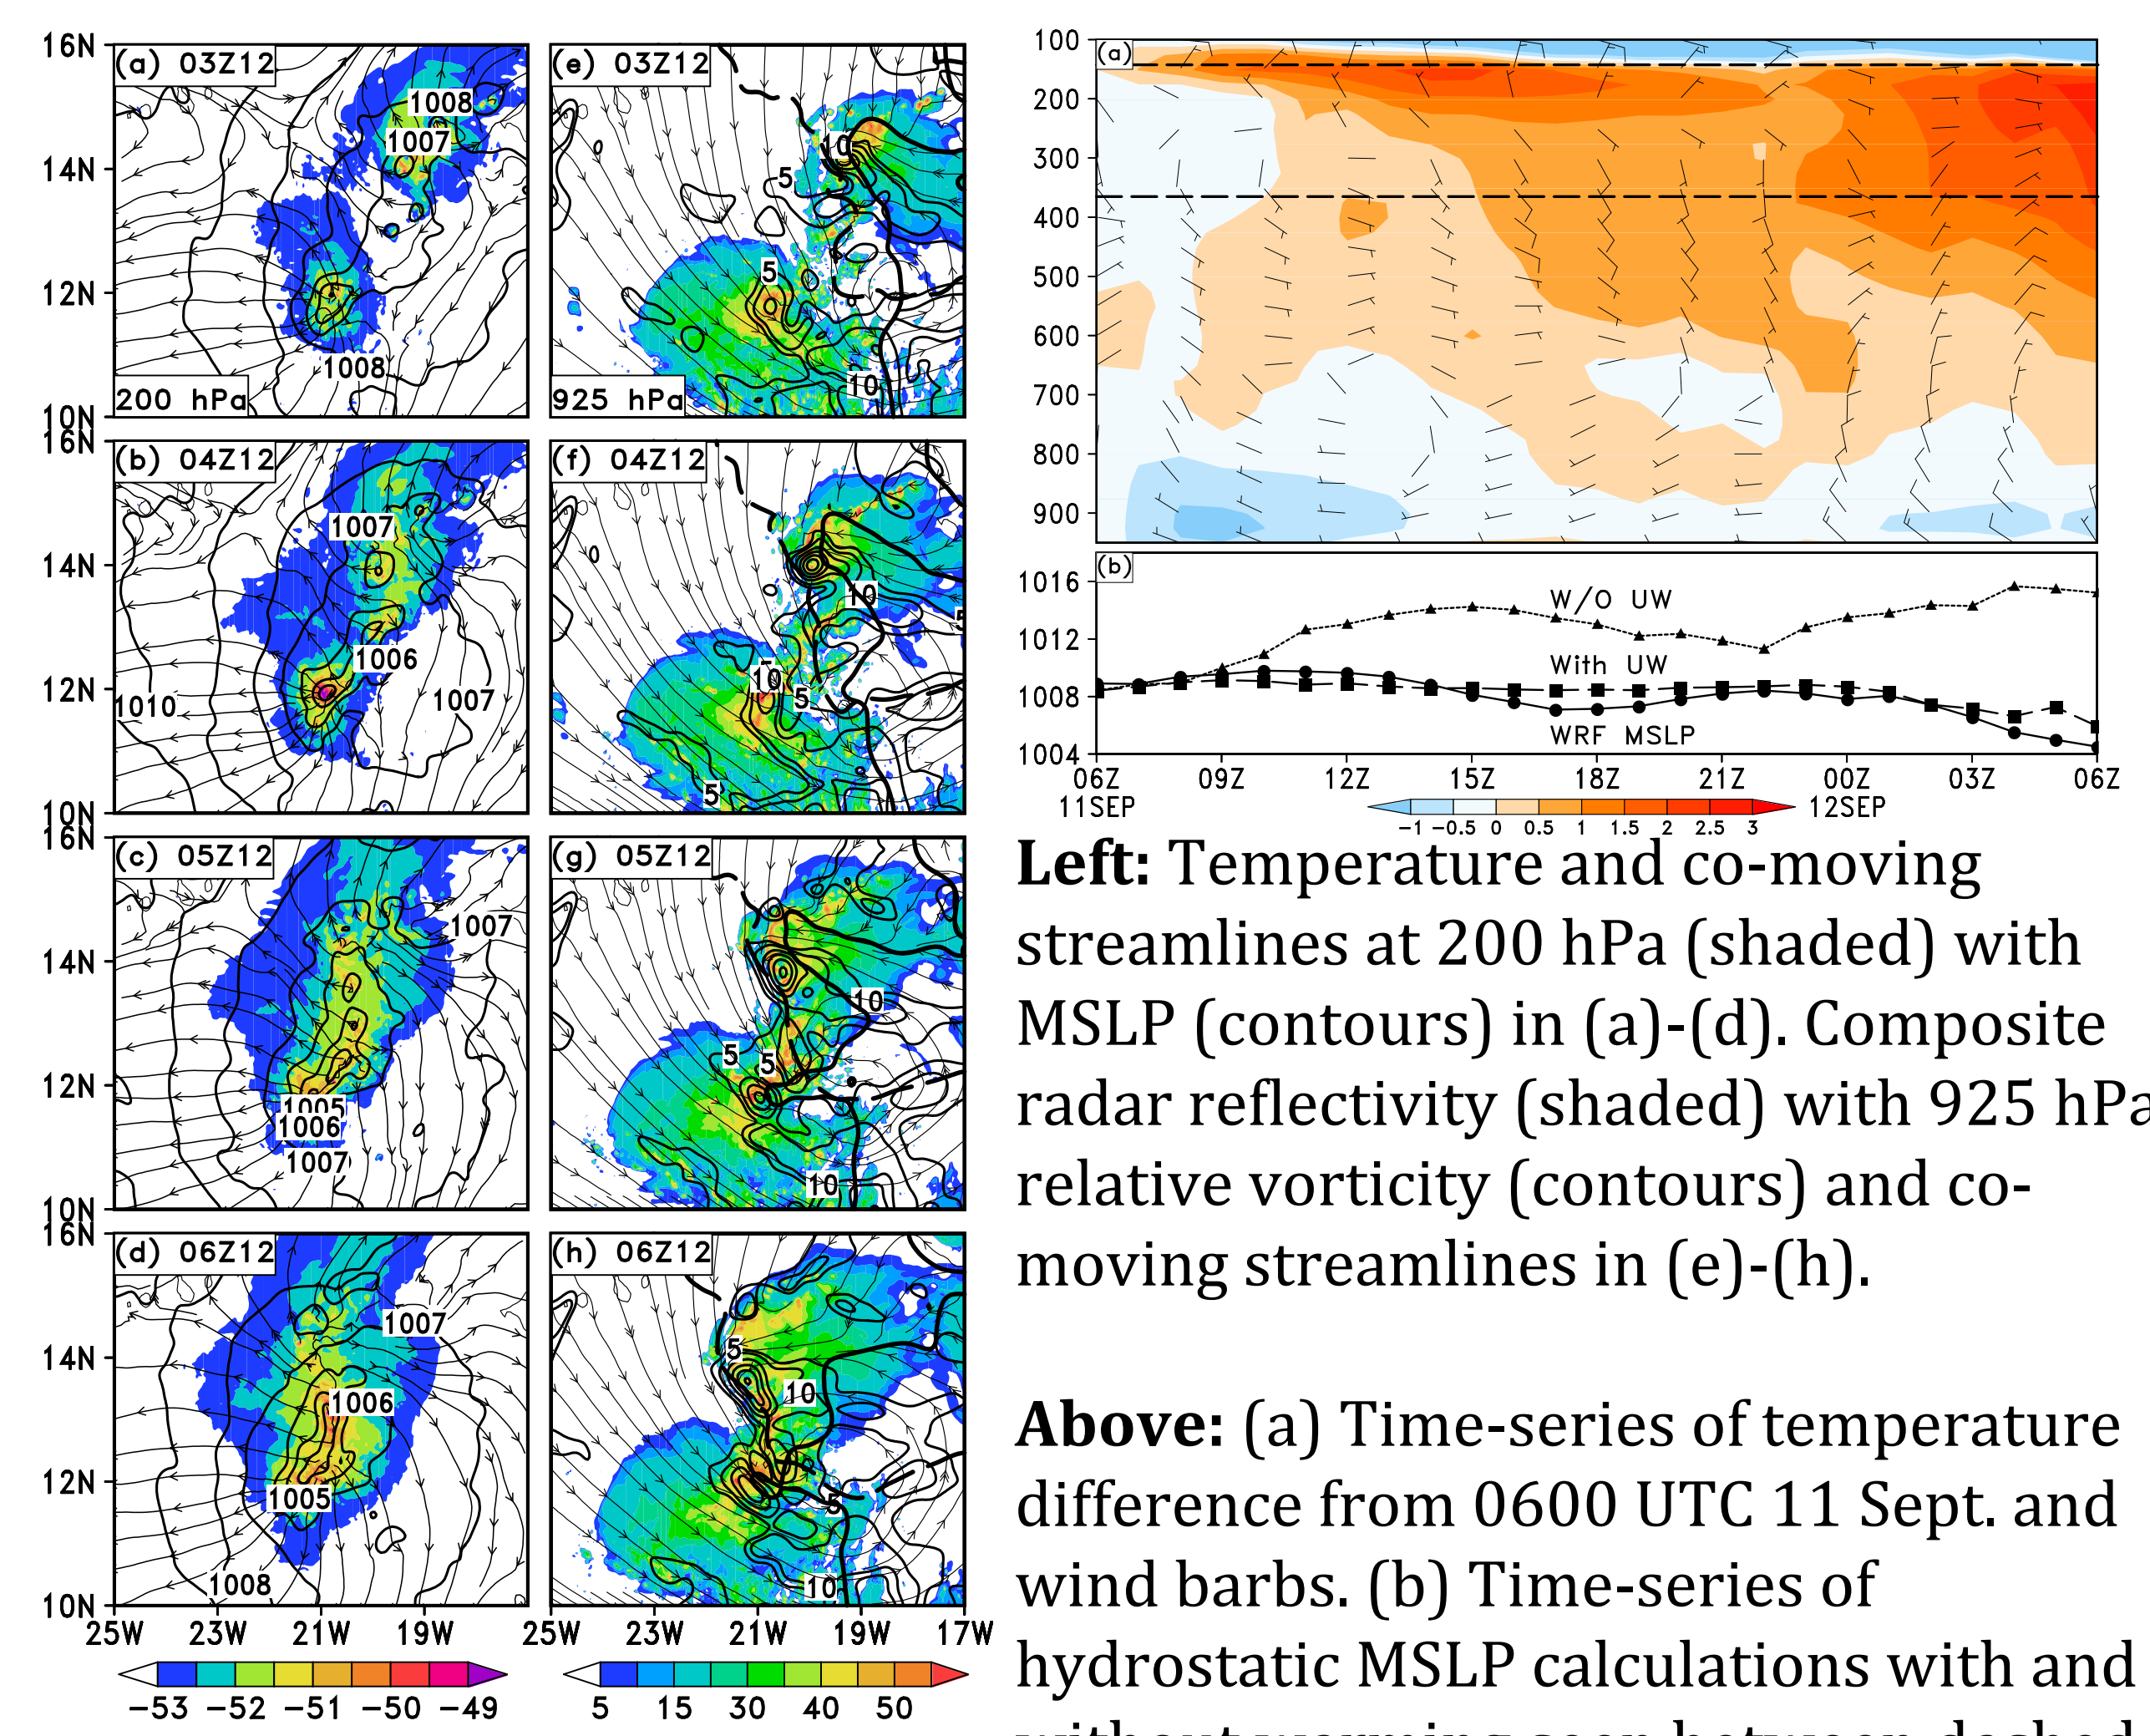 16N
(a) 03Z12
1008
1007
14N
12N
1008
200 hPa
10N
(e) 03Z12
10
5
5
10
925 hPa
16N
(b) 04Z12
1007
14N
1006
12N
1010
1007
10N
(f) 04Z12
10
5
10
5
5
16N
(c) 05Z12
1007
14N
12N
1005
1006
1007
10N
(g) 05Z12
10
5
5
10
16N
(d) 06Z12
1007
14N
1006
12N
1005
1008
10N
(h) 06Z12
5
10
5
10
25W 23W 21W 19W
25W 23W 21W 19W 17W
−53 −52 −51 −50 −49
5 15 30 40 50
100
(a)
200
300
400
500
600
700
800
900
(b)
1016
W/O UW
1012
With UW
1008
WRF MSLP
1004
06Z 09Z 12Z 15Z 18Z 21Z 00Z 03Z 06Z
11SEP 12SEP
−1 −0.5 0 0.5 1 1.5 2 2.5 3
Left: Temperature and co-moving
streamlines at 200 hPa (shaded) with
MSLP (contours) in (a)-(d). Composite
radar reflectivity (shaded) with 925 hPa
relative vorticity (contours) and co-
moving streamlines in (e)-(h).
Above: (a) Time-series of temperature
difference from 0600 UTC 11 Sept. and
wind barbs. (b) Time-series of
hydrostatic MSLP calculations with and
without warming seen between dashed